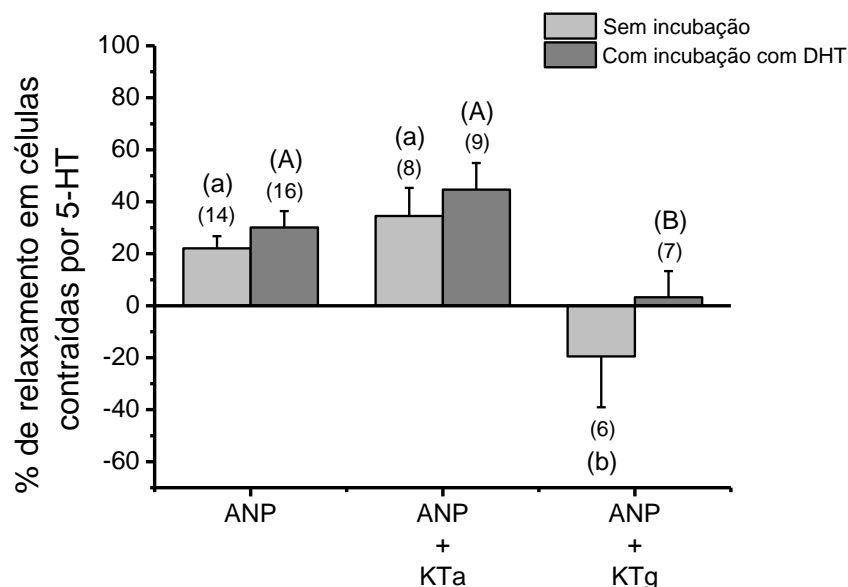 Sem incubação
Com incubação com DHT
% de relaxamento em células
contraídas por 5-HT
100
80
60
40
20
0
-20
-40
-60
(a)
(14)
(A)
(16)
(a)
(8)
(A)
(9)
(B)
(7)
(6)
(b)
ANP
ANP
+
KTa
ANP
+
KTg